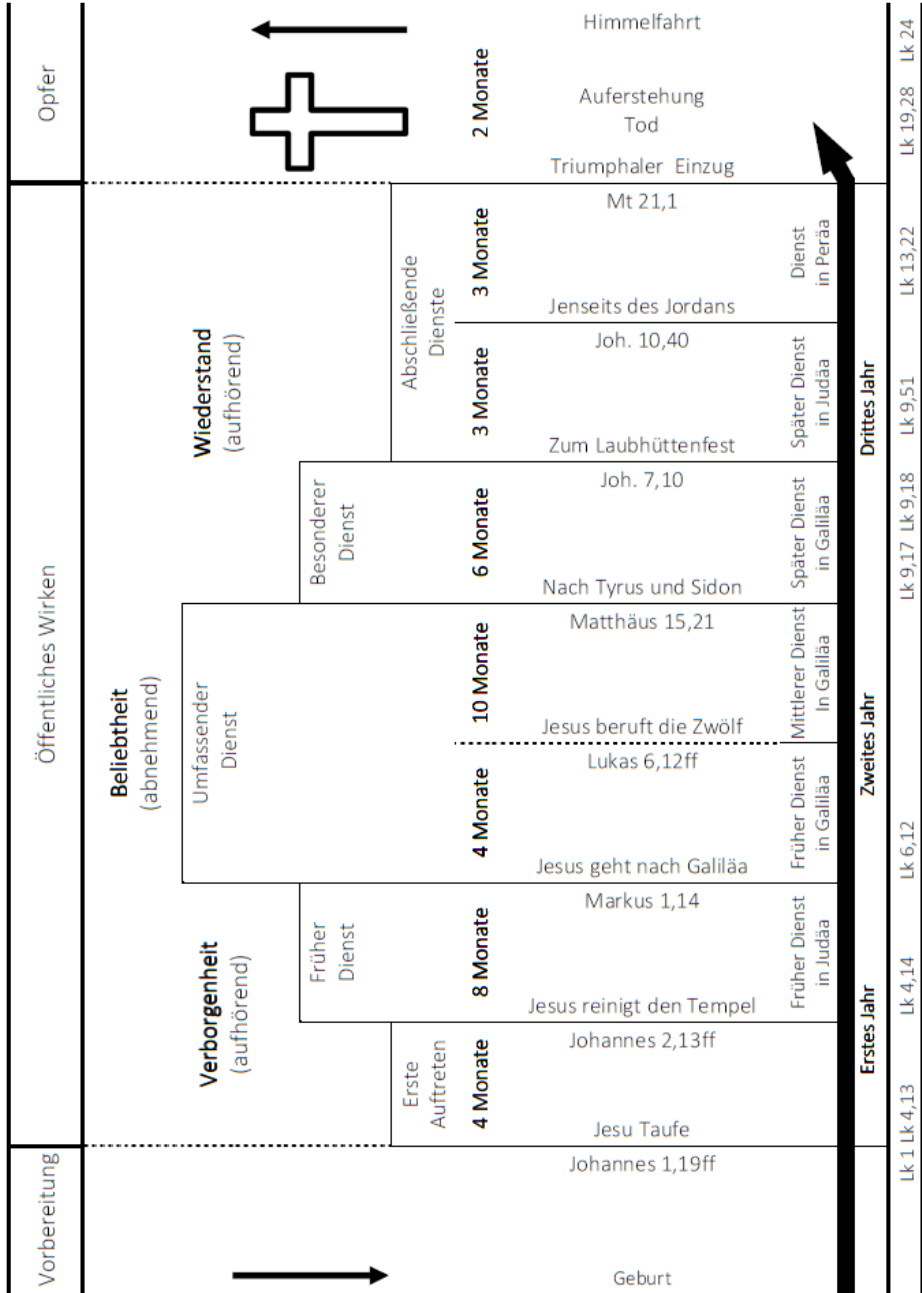 Vorbereitung
Öffentliches Wirken
Opfer
Verborgenheit
(aufhörend)
Beliebtheit
(abnehmend)
Wiederstand
(aufhörend)
Erste
Auftreten
Früher
Dienst
Umfassender
Dienst
Besonderer
Dienst
Abschließende
Dienste
4 Monate
8 Monate
4 Monate
10 Monate
6 Monate
3 Monate
3 Monate
2 Monate
Himmelfahrt
Auferstehung
Tod
Triumphaler Einzug
Mt 21,1
Jenseits des Jordans
Joh. 10,40
Zum Laubhüttenfest
Joh. 7,10
Nach Tyrus und Sidon
Matthäus 15,21
Jesus beruft die Zwölf
Lukas 6,12ff
Jesus geht nach Galiläa
Markus 1,14
Jesus reinigt den Tempel
Johannes 2,13ff
Jesu Taufe
Johannes 1,19ff
Geburt
Früher Dienst
in Judäa
Früher Dienst
in Galiläa
Mittlerer Dienst
In Galiläa
Später Dienst
in Galiläa
Später Dienst
in Judäa
Dienst
in Peräa
Erstes Jahr
Zweites Jahr
Drittes Jahr
Lk 1 Lk 4,13
Lk 4,14
Lk 6,12
Lk 9,17 Lk 9,18
Lk 9,51
Lk 13,22
Lk 19,28
Lk 24